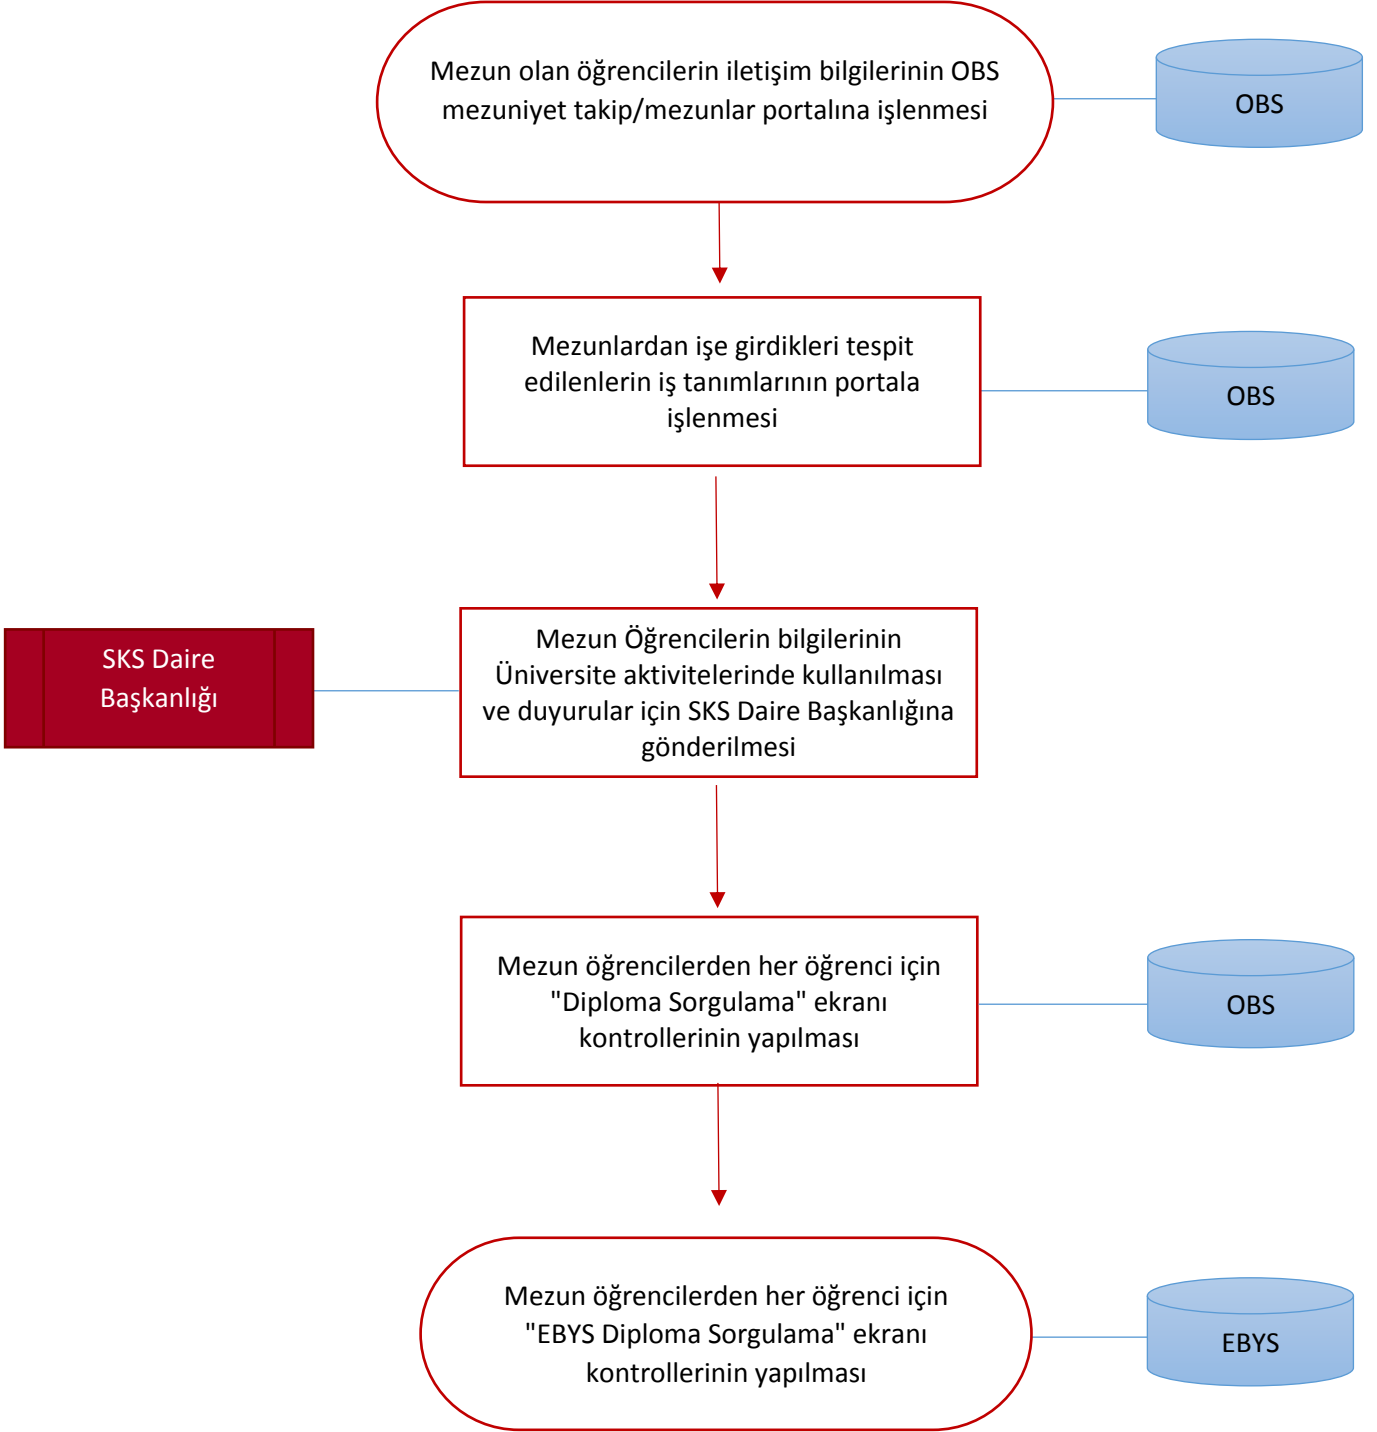 Mezun olan öğrencilerin iletişim bilgilerinin OBS
mezuniyet takip/mezunlar portalına işlenmesi
OBS
Mezunlardan işe girdikleri tespit
edilenlerin iş tanımlarının portala
işlenmesi
OBS
SKS Daire
Başkanlığı
Mezun Öğrencilerin bilgilerinin
Üniversite aktivitelerinde kullanılması
ve duyurular için SKS Daire Başkanlığına
gönderilmesi
Mezun öğrencilerden her öğrenci için
"Diploma Sorgulama" ekranı
kontrollerinin yapılması
OBS
Mezun öğrencilerden her öğrenci için
"EBYS Diploma Sorgulama" ekranı
kontrollerinin yapılması
EBYS